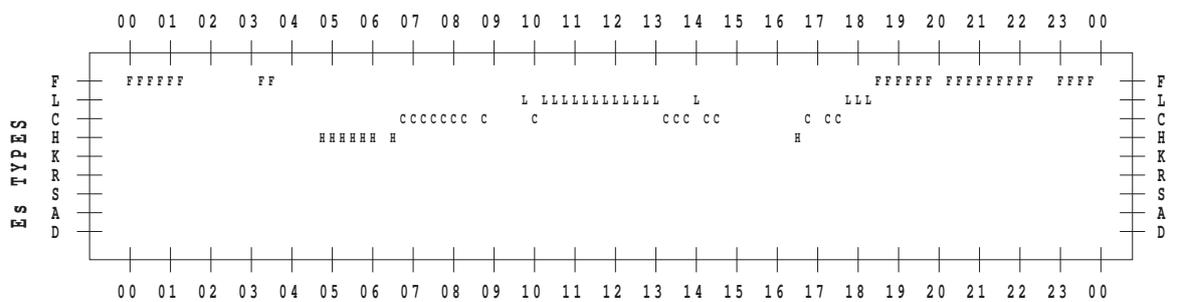 00 01 02 03 04 05 06 07 08 09 10 11 12 13 14 15 16 17 18 19 20 21 22 23 00
F FFFFFF FF FFFFFF FFFFFFFFF FFFF F
L L LLLLLLLLLLLL L LLL L
C CCCCCCC C C CCC CC C CC C
H HHHHHH H H H
K K
R R
S S
A A
D D
Es TYPES
00 01 02 03 04 05 06 07 08 09 10 11 12 13 14 15 16 17 18 19 20 21 22 23 00